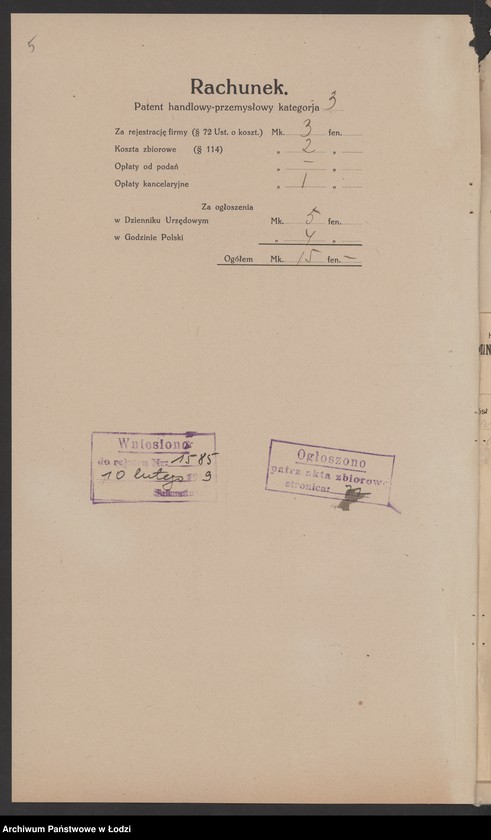 5
Rachunek.
Patent handlowy-przemysłowy kategorja 3
Za rejestrację firmy (§ 72 Ust. o koszt.) Mk. 3 fen.
Koszta zbiorowe (§ 114) „ 2 „
Opłaty od podań „ — „
Opłaty kancelaryjne „ 1 „
Za ogłoszenia
w Dzienniku Urzędowym Mk. 5 fen.
w Godzinie Polski „ 4 „
Ogółem Mk. 15 fen. —
Wniesiono
do rejestru Nr. 1585
10 lutego 19 9
Ogłoszono
patrz akta zbiorowe
stronica:
Archiwum Państwowe w Łodzi